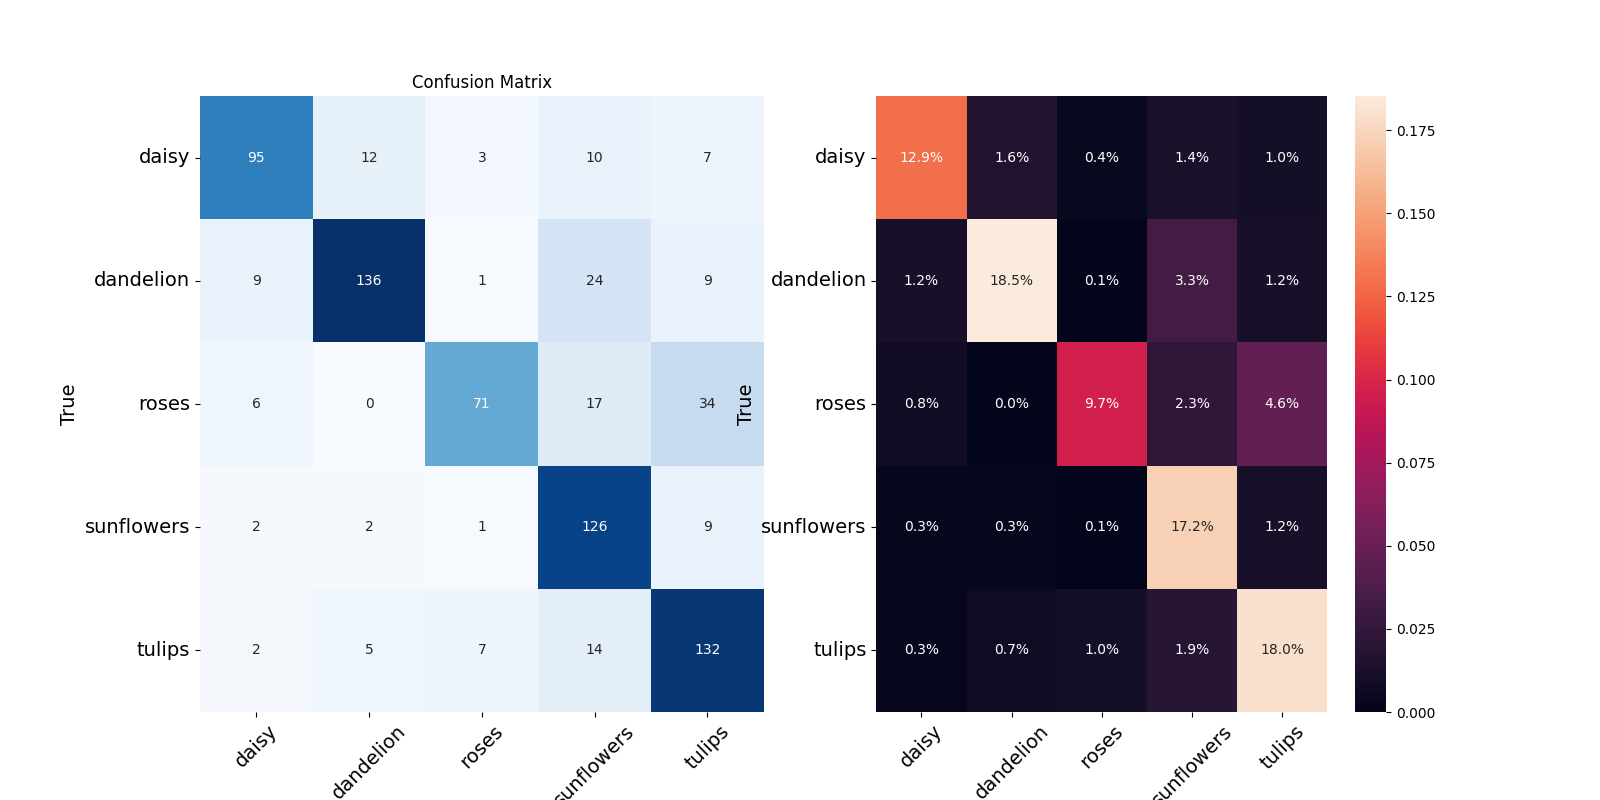 Confusion Matrix
daisy 95 12 3 10 7
dandelion 9 136 1 24 9
roses 6 0 71 17 34
sunflowers 2 2 1 126 9
tulips 2 5 7 14 132
True
daisy dandelion roses sunflowers tulips
daisy 12.9% 1.6% 0.4% 1.4% 1.0%
dandelion 1.2% 18.5% 0.1% 3.3% 1.2%
roses 0.8% 0.0% 9.7% 2.3% 4.6%
sunflowers 0.3% 0.3% 0.1% 17.2% 1.2%
tulips 0.3% 0.7% 1.0% 1.9% 18.0%
True
daisy dandelion roses sunflowers tulips
0.175
0.150
0.125
0.100
0.075
0.050
0.025
0.000